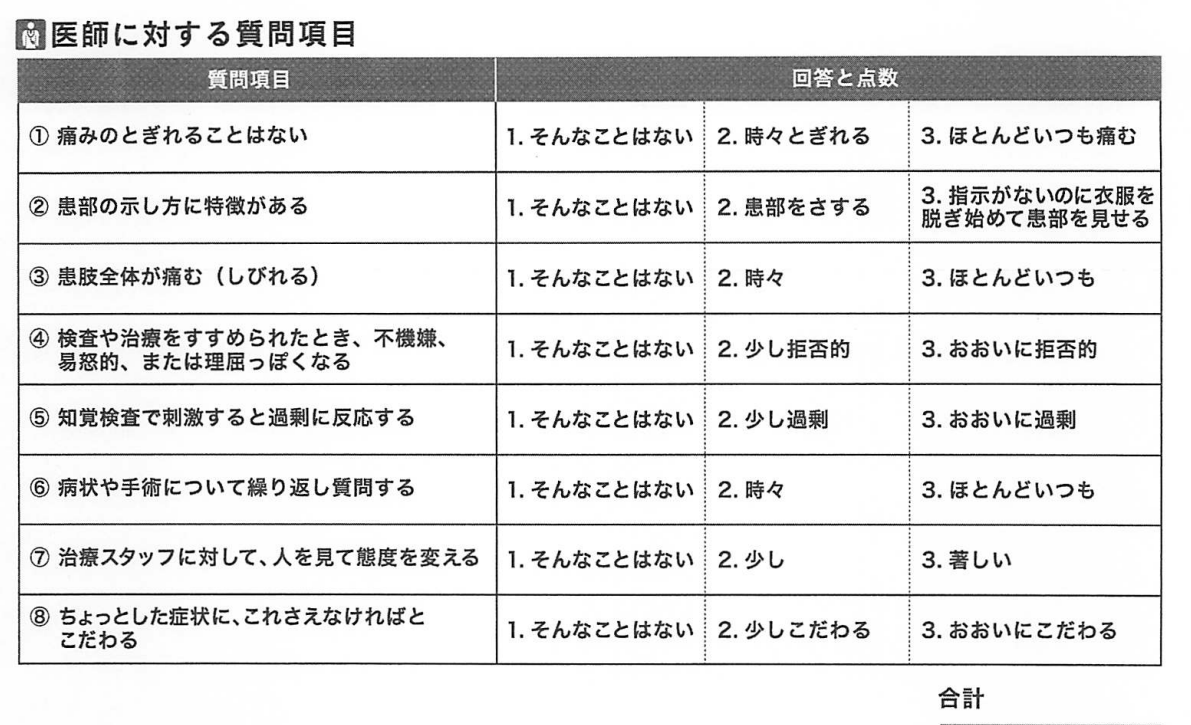 医師に対する質問項目
質問項目 回答と点数
① 痛みのとぎれることはない 1. そんなことはない 2. 時々とぎれる 3. ほとんどいつも痛む
② 患部の示し方に特徴がある 1. そんなことはない 2. 患部をさする 3. 指示がないのに衣服を
脱ぎ始めて患部を見せる
③ 患肢全体が痛む（しびれる） 1. そんなことはない 2. 時々 3. ほとんどいつも
④ 検査や治療をすすめられたとき、不機嫌、
易怒的、または理屈っぽくなる 1. そんなことはない 2. 少し拒否的 3. おおいに拒否的
⑤ 知覚検査で刺激すると過剰に反応する 1. そんなことはない 2. 少し過剰 3. おおいに過剰
⑥ 病状や手術について繰り返し質問する 1. そんなことはない 2. 時々 3. ほとんどいつも
⑦ 治療スタッフに対して、人を見て態度を変える 1. そんなことはない 2. 少し 3. 著しい
⑧ ちょっとした症状に、これさえなければと
こだわる 1. そんなことはない 2. 少しこだわる 3. おおいにこだわる
合計